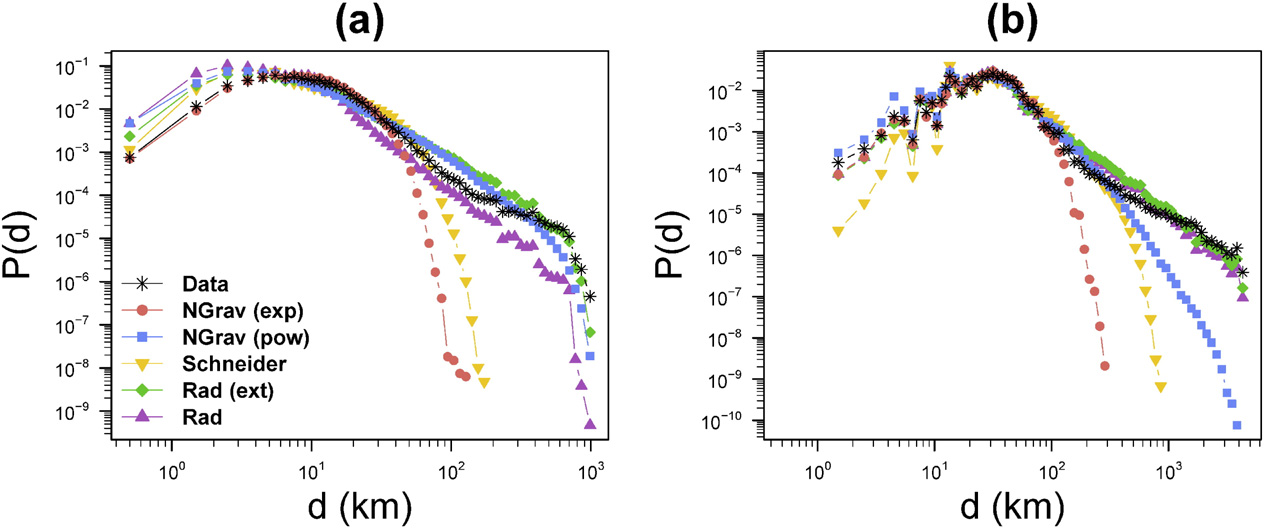 (a)
10⁻¹
10⁻²
10⁻³
10⁻⁴
10⁻⁵
10⁻⁶
10⁻⁷
10⁻⁸
10⁻⁹
P(d)
Data
NGrav (exp)
NGrav (pow)
Schneider
Rad (ext)
Rad
10⁰ 10¹ 10² 10³
d (km)
(b)
10⁻²
10⁻³
10⁻⁴
10⁻⁵
10⁻⁶
10⁻⁷
10⁻⁸
10⁻⁹
10⁻¹⁰
P(d)
10⁰ 10¹ 10² 10³
d (km)